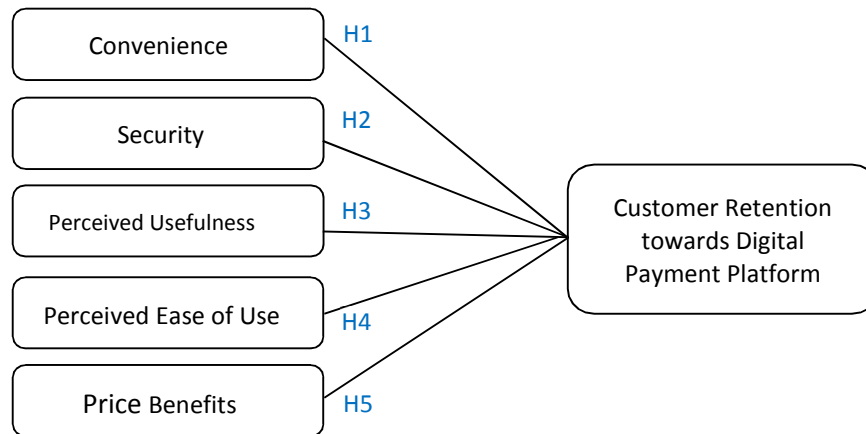 Convenience
H1
Security
H2
Perceived Usefulness
H3
Perceived Ease of Use
H4
Price Benefits
H5
Customer Retention
towards Digital
Payment Platform